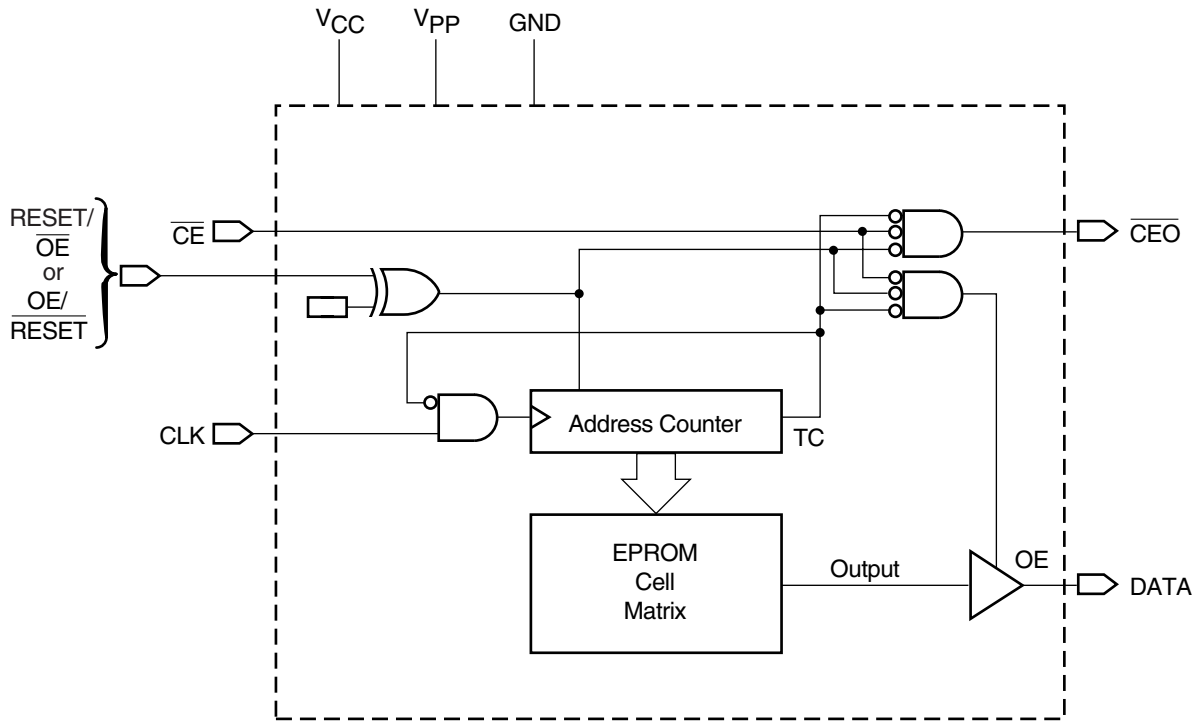 VCC
VPP
GND
RESET/
OE
or
OE/
RESET
CE
CEO
CLK
Address Counter
TC
EPROM
Cell
Matrix
Output
OE
DATA